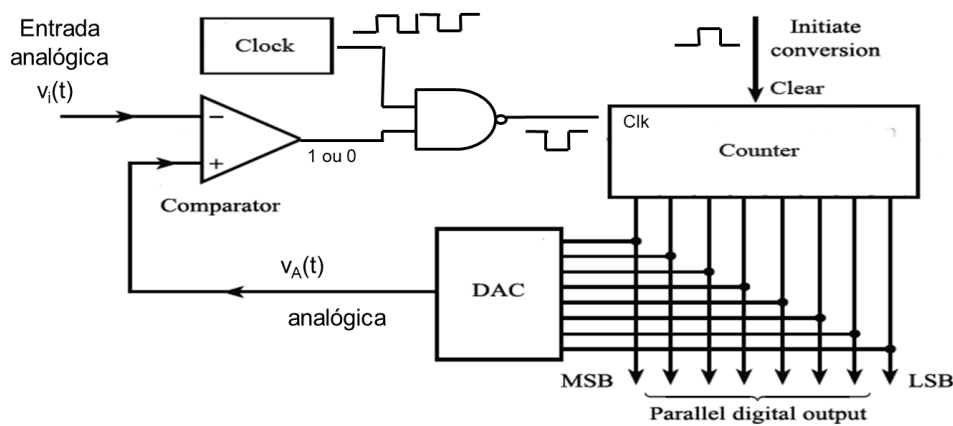 Entrada
analógica
vᵢ(t)
Clock
Initiate
conversion
Clear
Clk
Counter
−
+
1 ou 0
Comparator
DAC
v_A(t)
analógica
MSB
LSB
Parallel digital output